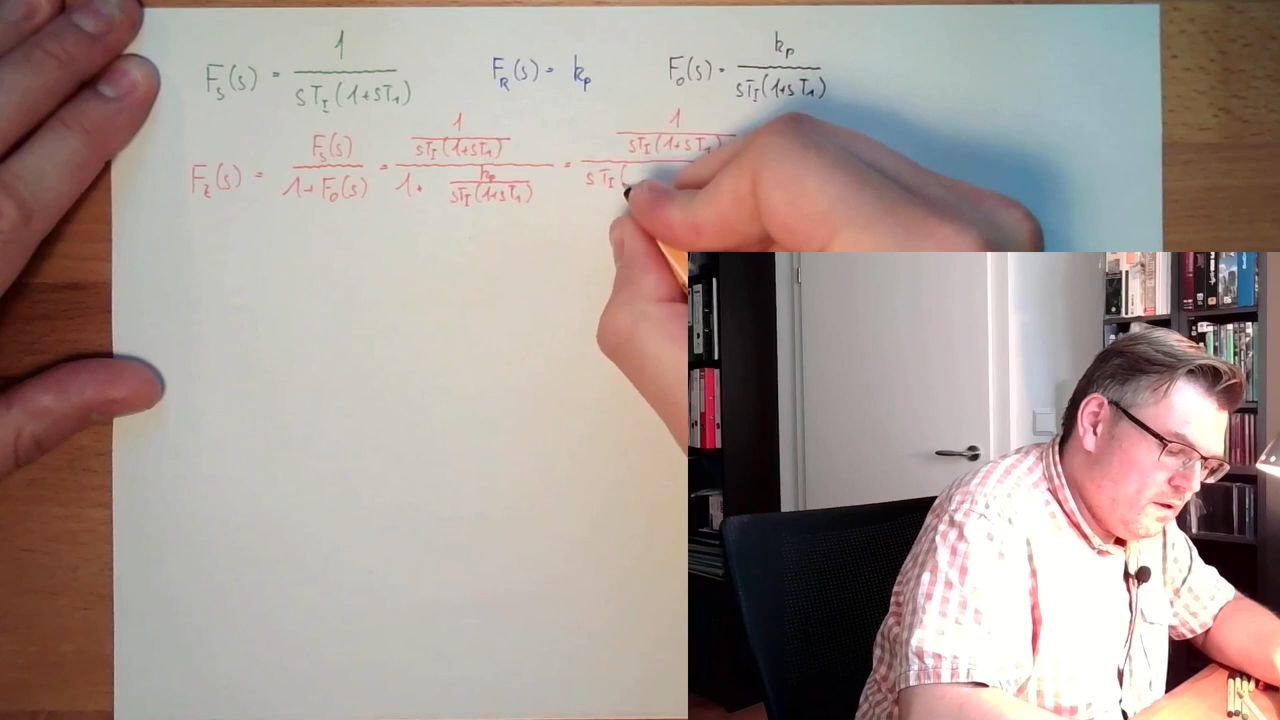 F_S(s) = 1 / (sT_I(1+sT_1))    F_R(s) = k_p    F_0(s) = k_p / (sT_I(1+sT_1))
F_Z(s) = F_S(s) / (1+F_0(s)) = (1 / (sT_I(1+sT_1))) / (1 + k_p / (sT_I(1+sT_1))) = (1 / (sT_I(1+sT_1))) / (sT_I(